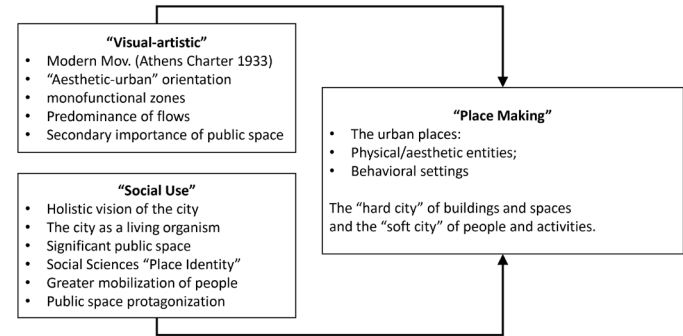 “Visual-artistic”
• Modern Mov. (Athens Charter 1933)
• “Aesthetic-urban” orientation
• monofunctional zones
• Predominance of flows
• Secondary importance of public space
“Social Use”
• Holistic vision of the city
• The city as a living organism
• Significant public space
• Social Sciences “Place Identity”
• Greater mobilization of people
• Public space protagonization
“Place Making”
• The urban places:
• Physical/aesthetic entities;
• Behavioral settings
The “hard city” of buildings and spaces
and the “soft city” of people and activities.